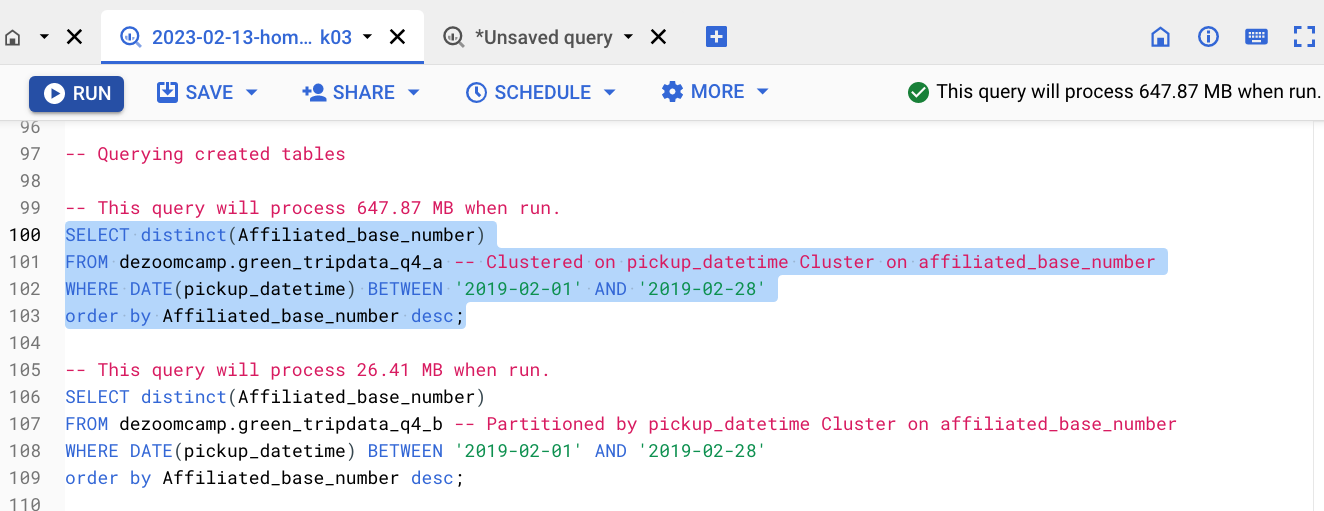 2023-02-13-hom... k03
*Unsaved query
RUN
SAVE
SHARE
SCHEDULE
MORE
This query will process 647.87 MB when run.
96
97 -- Querying created tables
98
99 -- This query will process 647.87 MB when run.
100 SELECT distinct(Affiliated_base_number)
101 FROM dezoomcamp.green_tripdata_q4_a -- Clustered on pickup_datetime Cluster on affiliated_base_number
102 WHERE DATE(pickup_datetime) BETWEEN '2019-02-01' AND '2019-02-28'
103 order by Affiliated_base_number desc;
104
105 -- This query will process 26.41 MB when run.
106 SELECT distinct(Affiliated_base_number)
107 FROM dezoomcamp.green_tripdata_q4_b -- Partitioned by pickup_datetime Cluster on affiliated_base_number
108 WHERE DATE(pickup_datetime) BETWEEN '2019-02-01' AND '2019-02-28'
109 order by Affiliated_base_number desc;
110